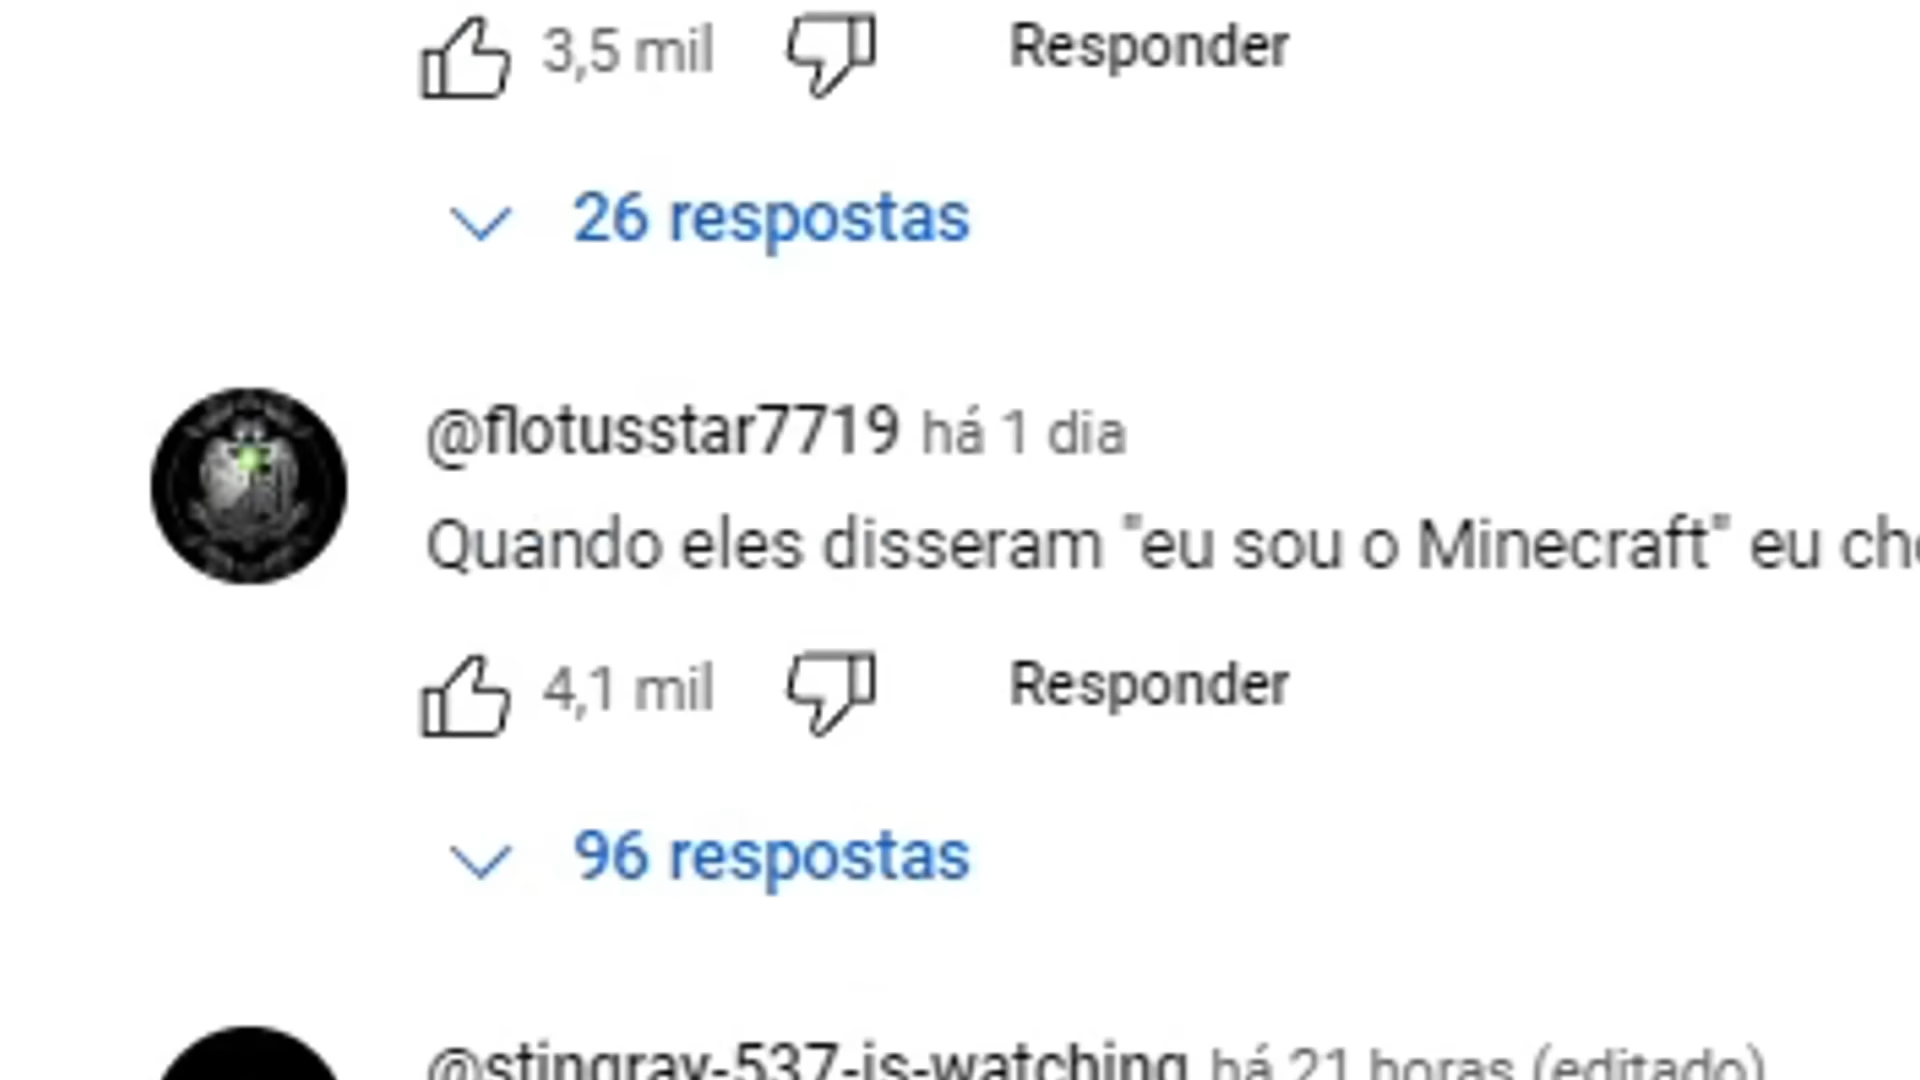 3,5 mil Responder
26 respostas
@flotusstar7719 há 1 dia
Quando eles disseram "eu sou o Minecraft" eu
4,1 mil Responder
96 respostas
@stingray-537-is-watching há 21 horas (editado)